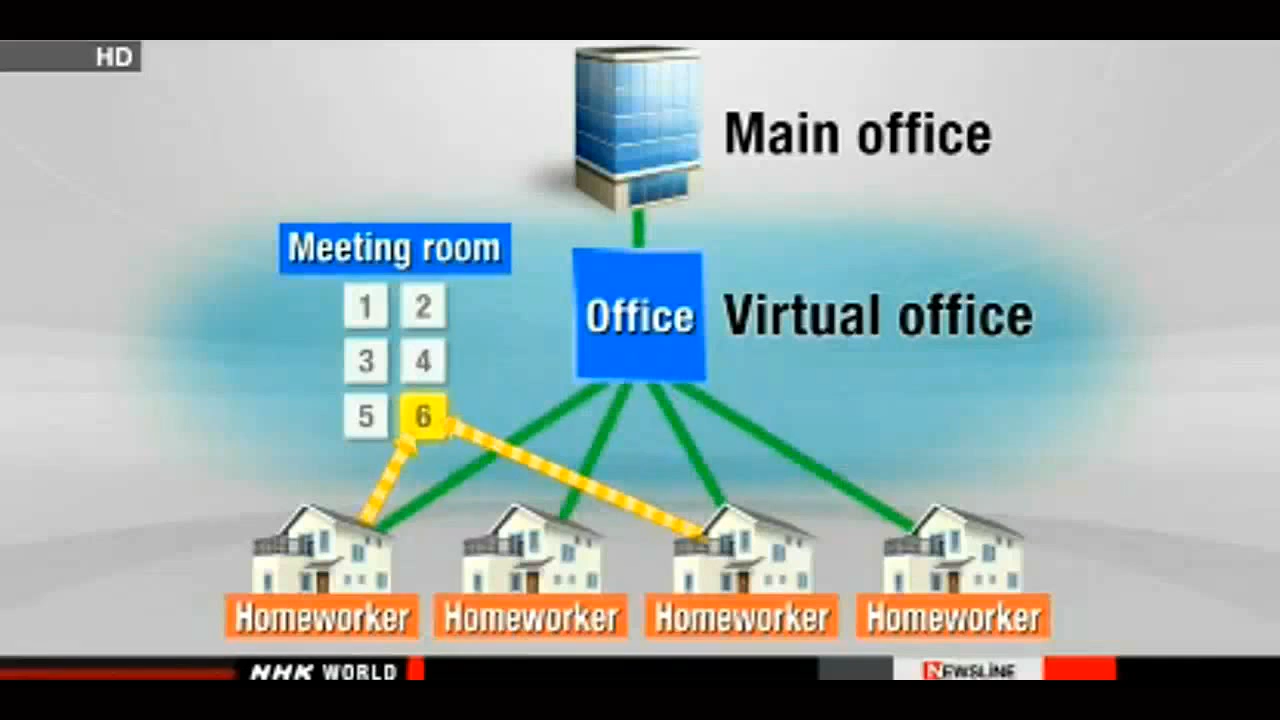 HD
Main office
Meeting room
1 2
3 4
5 6
Office
Virtual office
Homeworker Homeworker Homeworker Homeworker
NHK WORLD
NEWSLINE